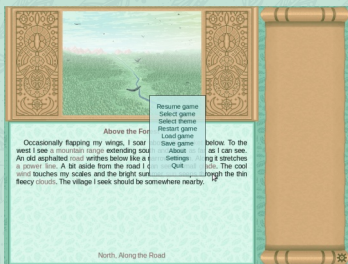 Above the For
Resume game
Select game
Select theme
Restart game
Load game
Save game
About
Settings
Quit
Occasionally flapping my wings, I soar below. To the
west I see a mountain range extending sou as I can see.
An old asphalted road writhes below like a it stretches
a power line. A bit aside from the road I The cool
wind touches my scales and the bright sun the thin
fleecy clouds. The village I seek should be somewhere nearby.
North, Along the Road